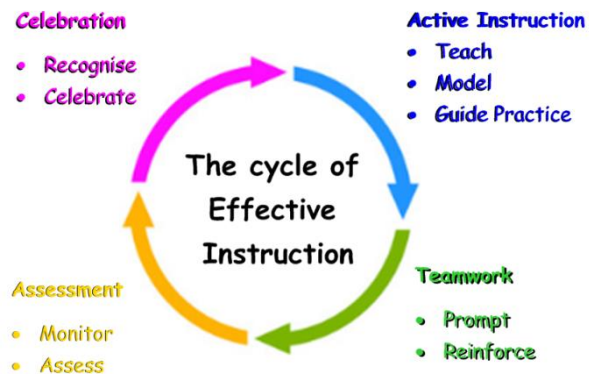 Celebration
• Recognise
• Celebrate
Active Instruction
• Teach
• Model
• Guide Practice
The cycle of
Effective
Instruction
Assessment
• Monitor
• Assess
Teamwork
• Prompt
• Reinforce